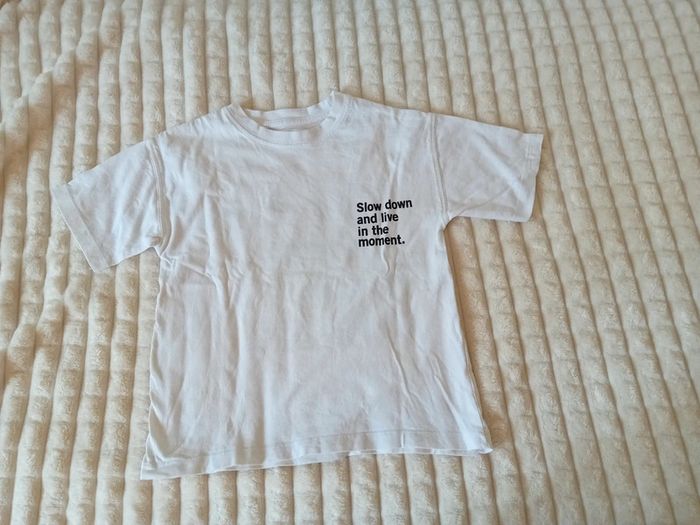 Slow down
and live
in the
moment.